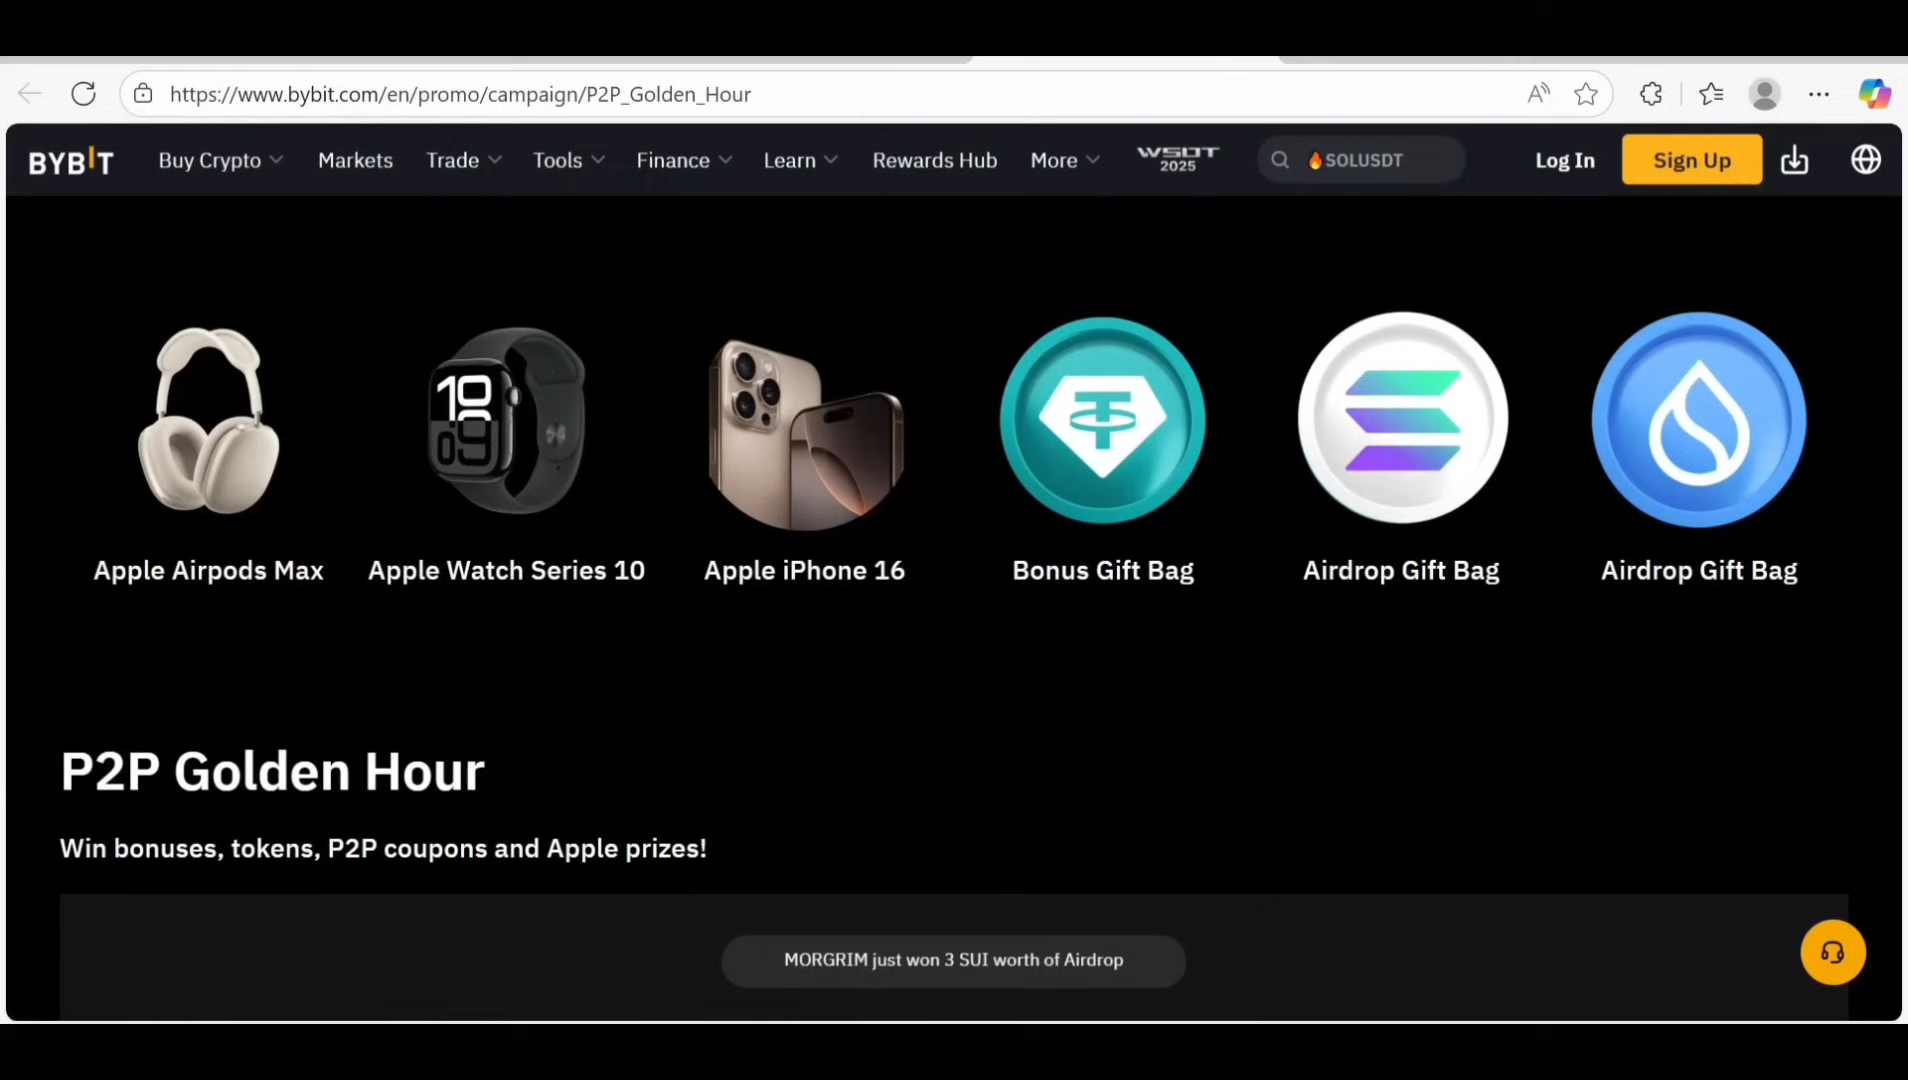 https://www.bybit.com/en/promo/campaign/P2P_Golden_Hour
BYBIT Buy Crypto Markets Trade Tools Finance Learn Rewards Hub More WSOT 2025 🔥SOLUSDT Log In Sign Up
10
09
Apple Airpods Max Apple Watch Series 10 Apple iPhone 16 Bonus Gift Bag Airdrop Gift Bag Airdrop Gift Bag
P2P Golden Hour
Win bonuses, tokens, P2P coupons and Apple prizes!
MORGRIM just won 3 SUI worth of Airdrop